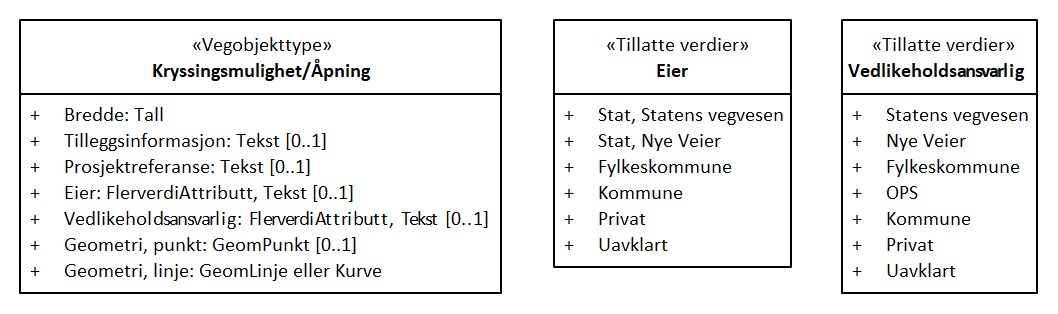 «Vegobjekttype»
Kryssingsmulighet/Åpning
+ Bredde: Tall
+ Tilleggsinformasjon: Tekst [0..1]
+ Prosjektreferanse: Tekst [0..1]
+ Eier: FlerverdiAttributt, Tekst [0..1]
+ Vedlikeholdsansvarlig: FlerverdiAttributt, Tekst [0..1]
+ Geometri, punkt: GeomPunkt [0..1]
+ Geometri, linje: GeomLinje eller Kurve
«Tillatte verdier»
Eier
+ Stat, Statens vegvesen
+ Stat, Nye Veier
+ Fylkeskommune
+ Kommune
+ Privat
+ Uavklart
«Tillatte verdier»
Vedlikeholdsansvarlig
+ Statens vegvesen
+ Nye Veier
+ Fylkeskommune
+ OPS
+ Kommune
+ Privat
+ Uavklart